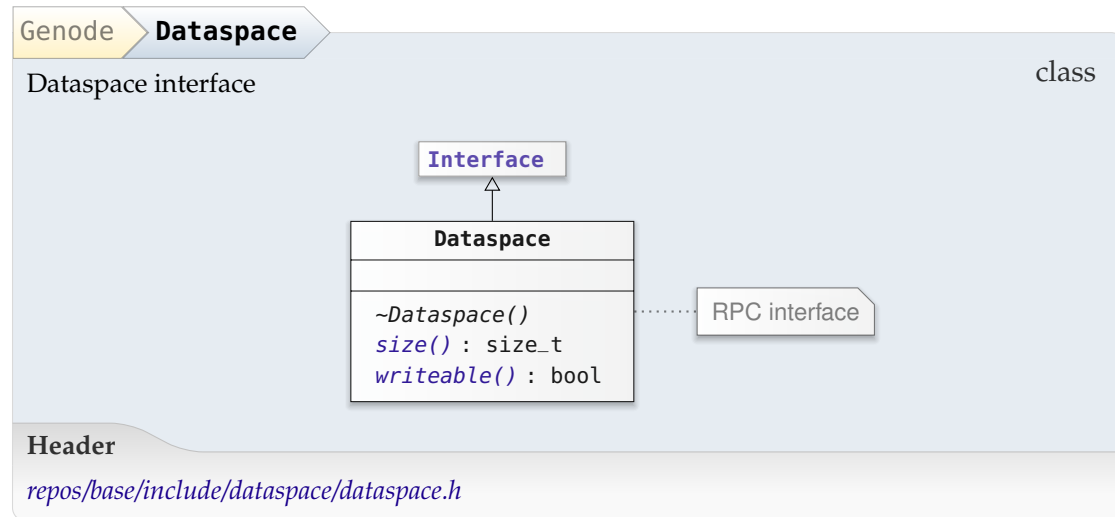 Genode Dataspace
Dataspace interface
class
Interface
Dataspace
~Dataspace()
size() : size_t
writeable() : bool
RPC interface
Header
repos/base/include/dataspace/dataspace.h